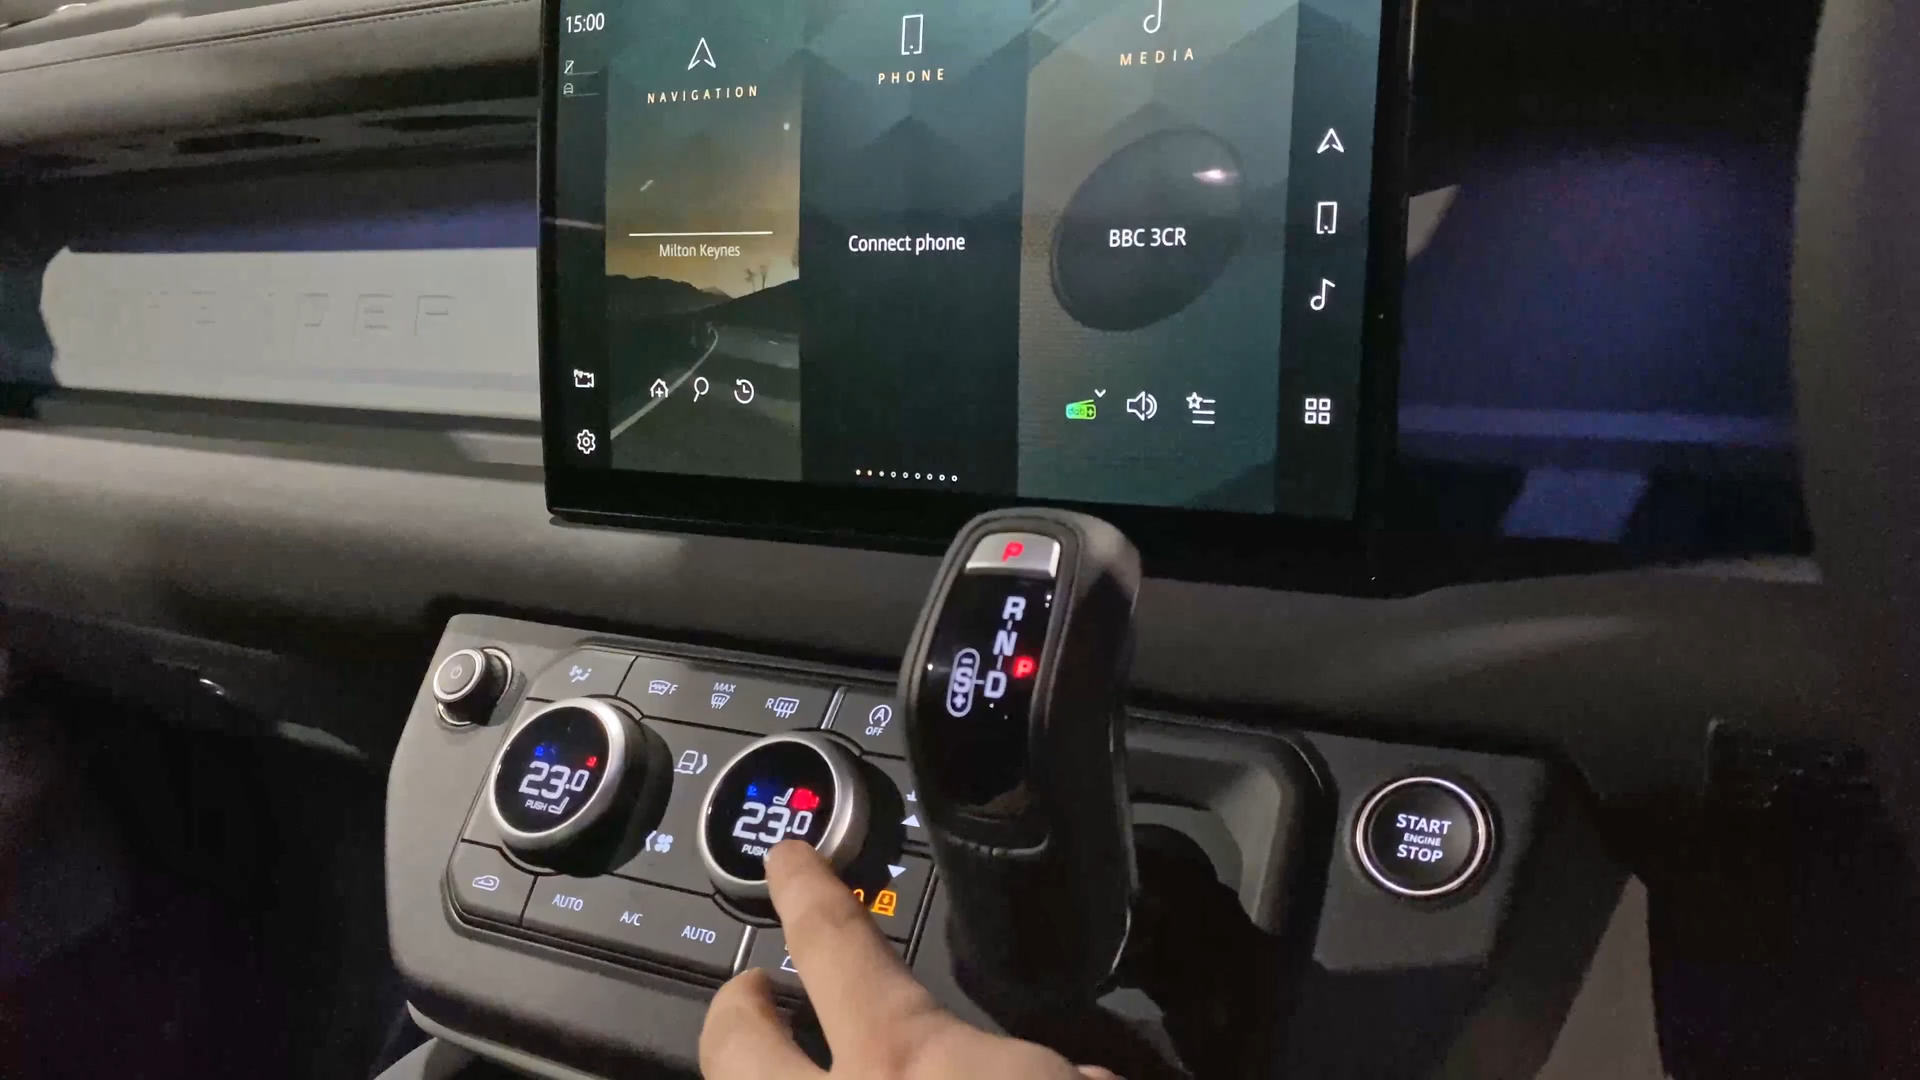 15:00
NAVIGATION
PHONE
MEDIA
Milton Keynes
Connect phone
BBC 3CR
P
R
N
P
S D
F
MAX
R
A
OFF
23.0
PUSH
23.0
PUSH
AUTO
A/C
AUTO
START
ENGINE
STOP